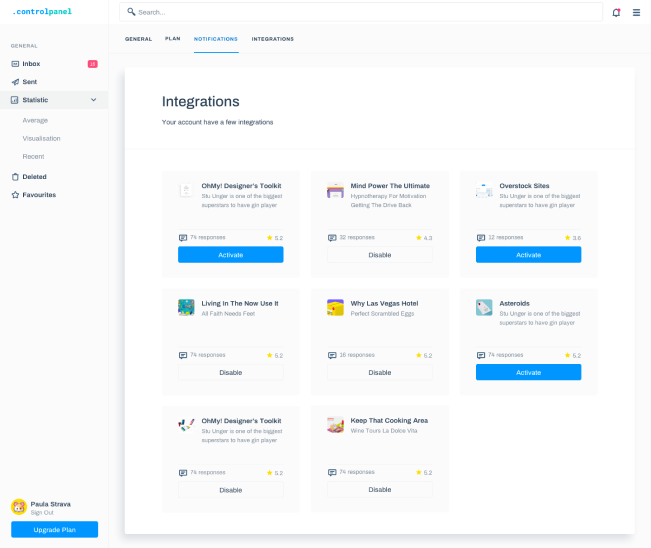 .controlpanel
Search...
GENERAL
Inbox
Sent
Statistic
Average
Visualisation
Recent
Deleted
Favourites
Paula Strava
Sign Out
Upgrade Plan
GENERAL
PLAN
NOTIFICATIONS
INTEGRATIONS
Integrations
Your account have a few integrations
OhMy! Designer's Toolkit
Stu Unger is one of the biggest
superstars to have gin player
74 responses
5.2
Activate
Mind Power The Ultimate
Hypnotherapy For Motivation
Getting The Drive Back
32 responses
4.3
Disable
Overstock Sites
Stu Unger is one of the biggest
superstars to have gin player
12 responses
3.6
Activate
Living In The Now Use It
All Faith Needs Feet
74 responses
5.2
Disable
Why Las Vegas Hotel
Perfect Scrambled Eggs
16 responses
5.2
Disable
Asteroids
Stu Unger is one of the biggest
superstars to have gin player
74 responses
5.2
Activate
OhMy! Designer's Toolkit
Stu Unger is one of the biggest
superstars to have gin player
74 responses
5.2
Disable
Keep That Cooking Area
Wine Tours La Dolce Vita
74 responses
5.2
Disable